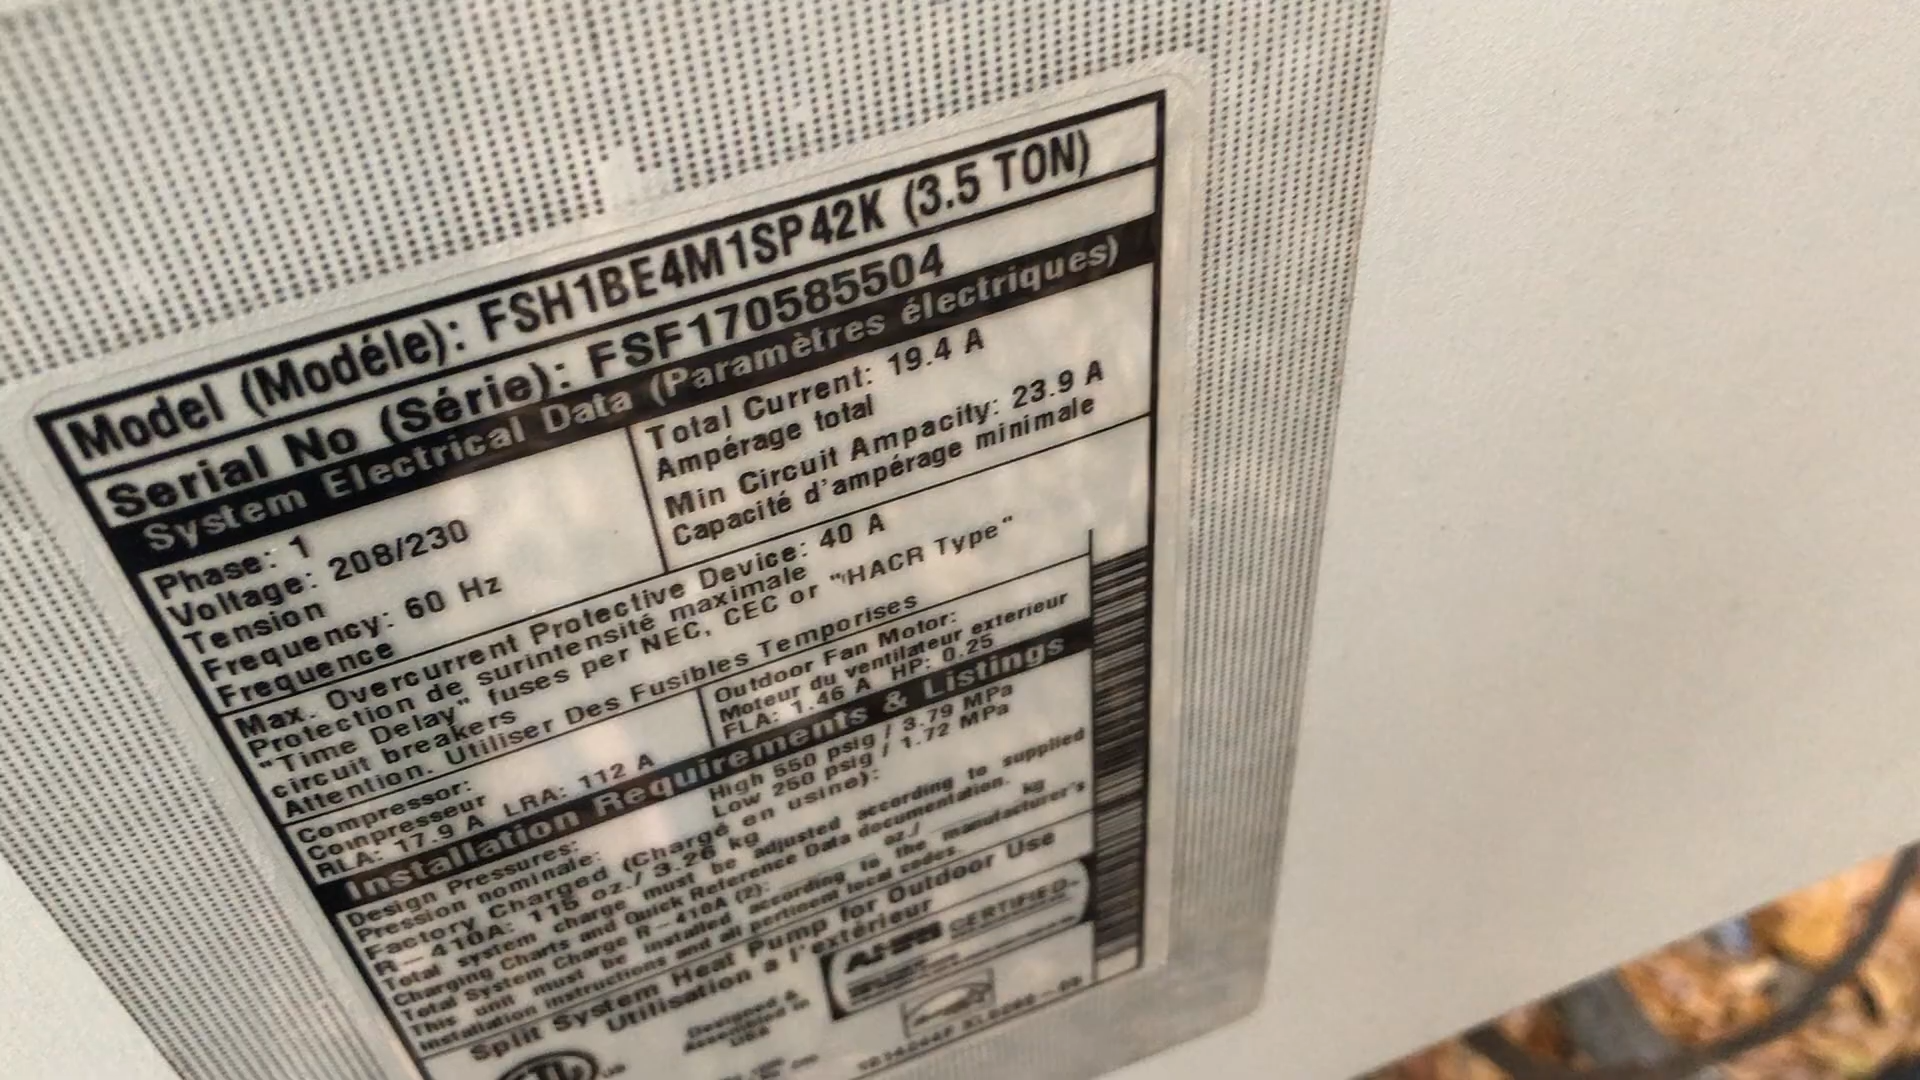 Model (Modéle): FSH1BE4M1SP42K (3.5 TON)
Serial No (Série): FSF170585504
System Electrical Data (Paramètres électriques)
Phase: 1
Voltage: 208/230
Tension
Frequency: 60 Hz
Frequence
Total Current: 19.4 A
Ampérage total
Min Circuit Ampacity: 23.9 A
Capacité d'ampérage minimale
Max. Overcurrent Protective Device: 40 A
Protection de surintensité maximale
"Time Delay" fuses per NEC, CEC or "HACR Type"
circuit breakers
Attention. Utiliser Des Fusibles Temporises
Compressor:
Compresseur
RLA: 17.9 A LRA: 112 A
Outdoor Fan Motor:
Moteur du ventilateur exterieur
FLA: 1.46 A HP: 0.25
Installation Requirements & Listings
Design Pressures: High 550 psig / 3.79 MPa
Pression nominale: Low 250 psig / 1.72 MPa
Factory Charged (Chargé en usine):
R-410A: 115 oz./ 3.26 kg
Total system charge must be adjusted according to supplied
Charging Charts and Quick Reference Data documentation.
Total System Charge R-410A (2): oz./ kg
This unit must be installed according to the manufacturer's
installation instructions and all pertinent local codes.
Split System Heat Pump for Outdoor Use
Utilisation a l'extérieur
Designed &
Assembled in
USA
CERTIFIED